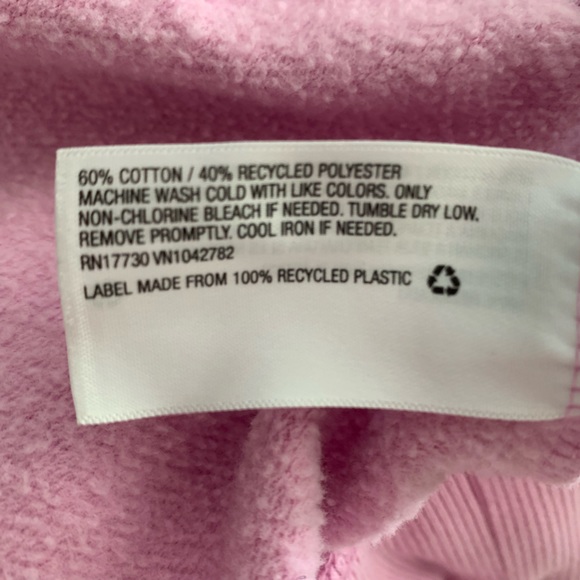 60% COTTON / 40% RECYCLED POLYESTER
MACHINE WASH COLD WITH LIKE COLORS. ONLY
NON-CHLORINE BLEACH IF NEEDED. TUMBLE DRY LOW,
REMOVE PROMPTLY. COOL IRON IF NEEDED.
RN17730 VN1042782
LABEL MADE FROM 100% RECYCLED PLASTIC